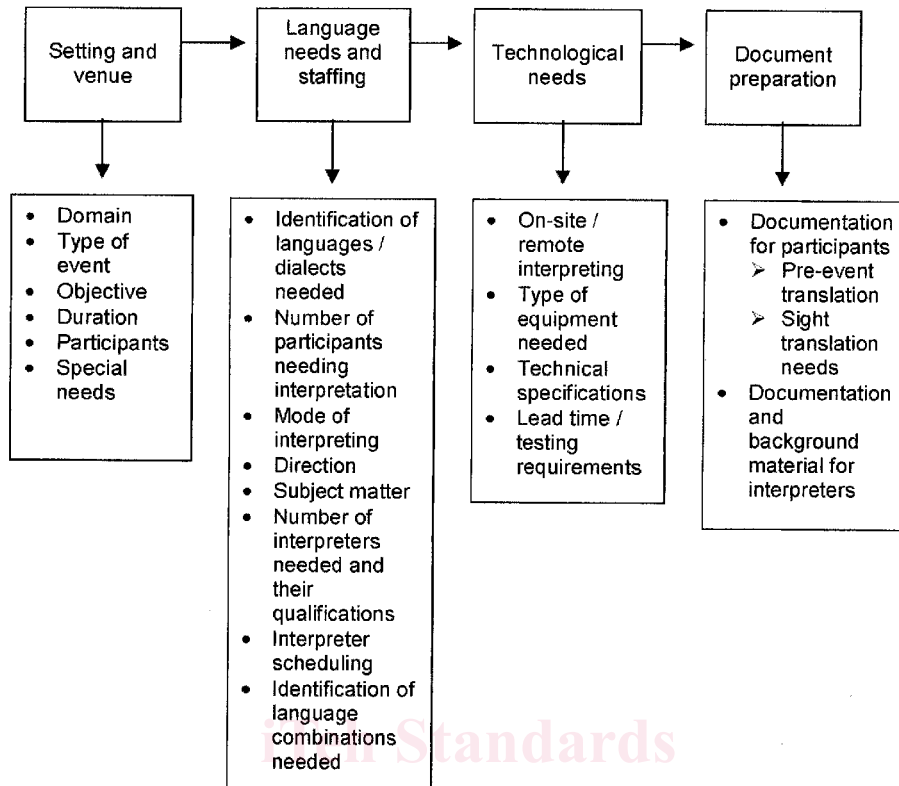 Setting and
venue
Language
needs and
staffing
Technological
needs
Document
preparation
• Domain
• Type of
event
• Objective
• Duration
• Participants
• Special
needs
• Identification of
languages /
dialects
needed
• Number of
participants
needing
interpretation
• Mode of
interpreting
• Direction
• Subject matter
• Number of
interpreters
needed and
their
qualifications
• Interpreter
scheduling
• Identification of
language
combinations
needed
• On-site /
remote
interpreting
• Type of
equipment
needed
• Technical
specifications
• Lead time /
testing
requirements
• Documentation
for participants
➢ Pre-event
translation
➢ Sight
translation
needs
• Documentation
and
background
material for
interpreters
iTeh Standards